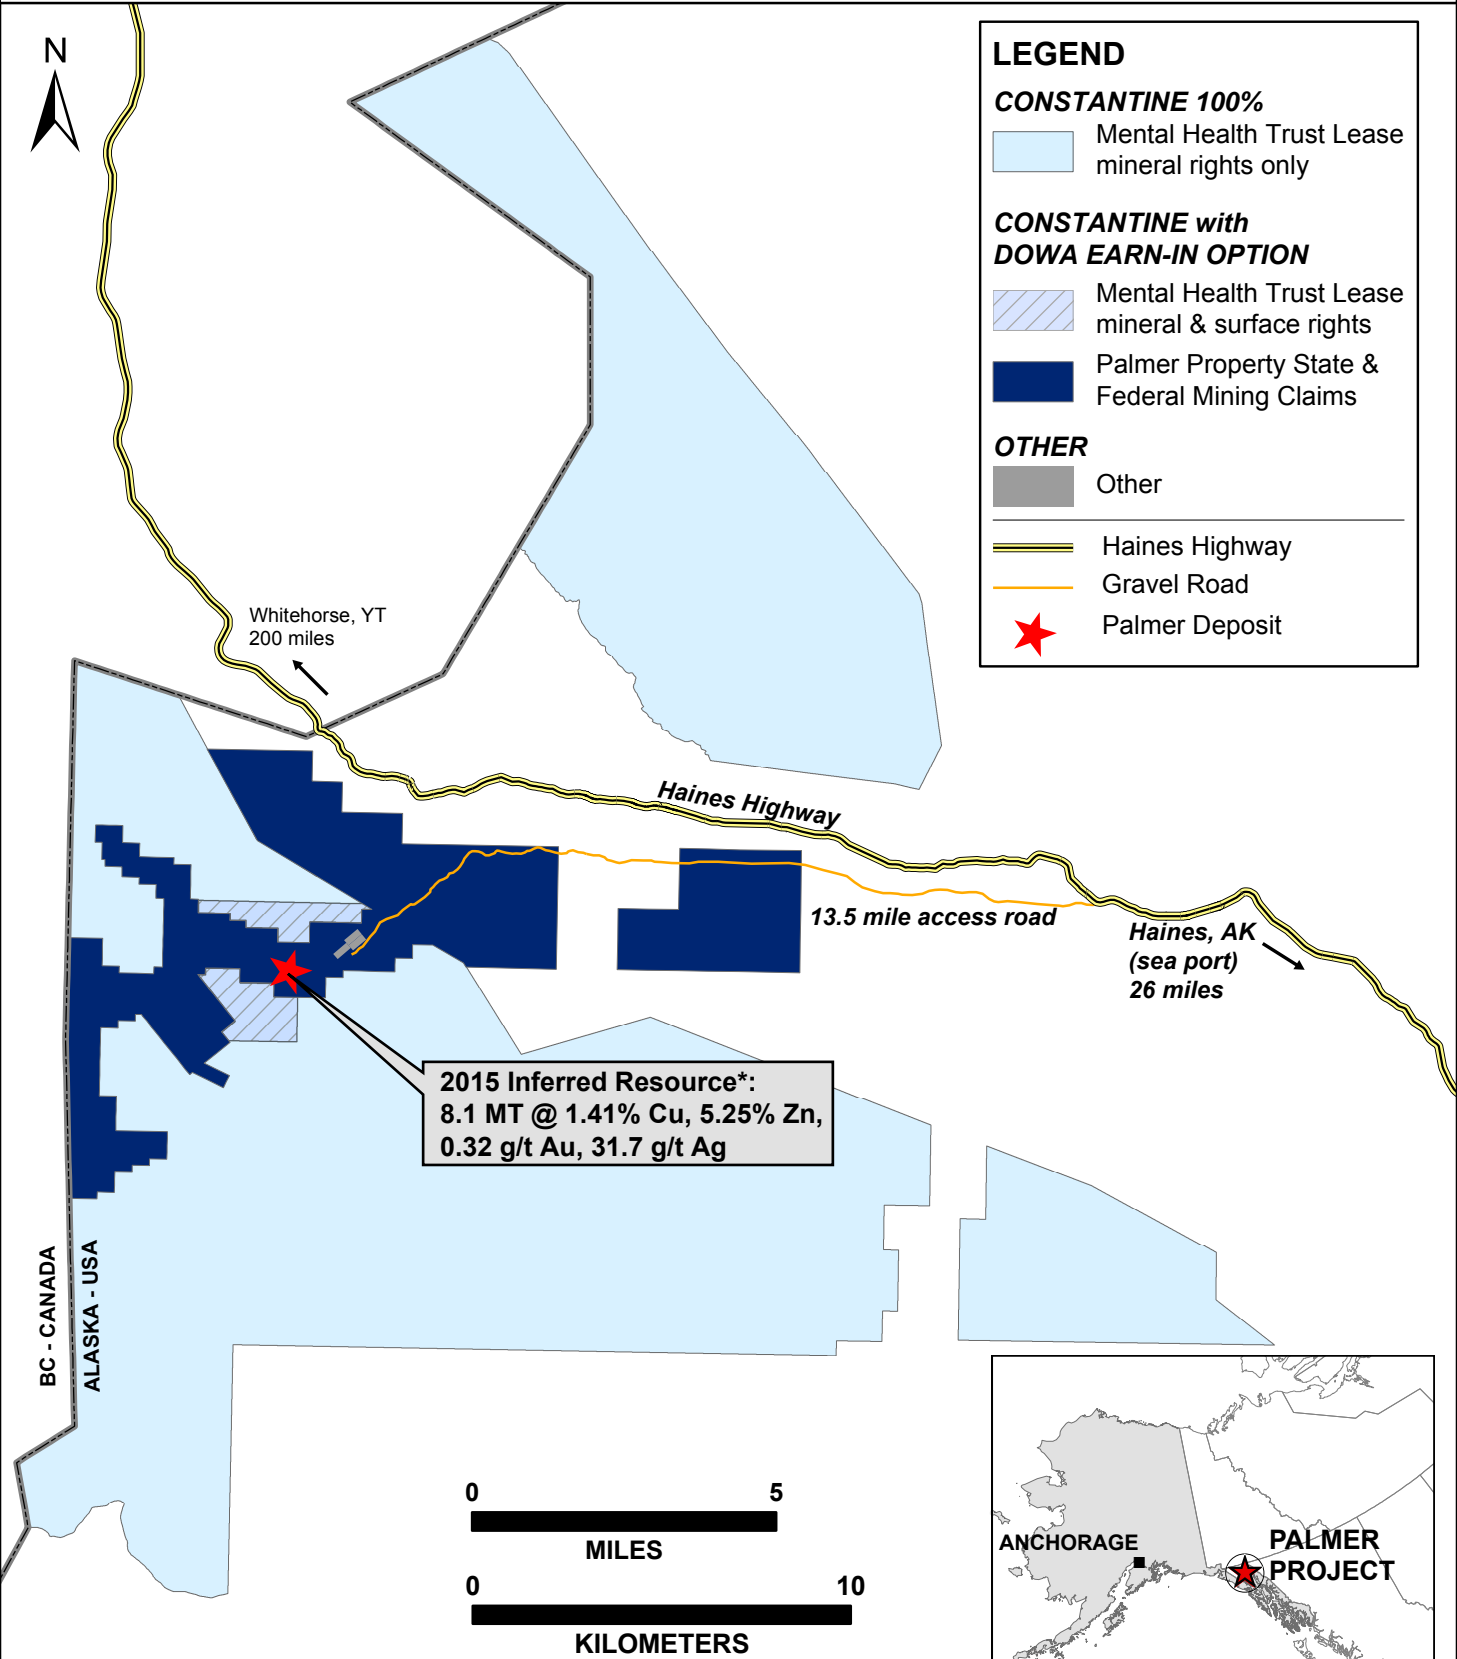 N
LEGEND
CONSTANTINE 100%
Mental Health Trust Lease
mineral rights only
CONSTANTINE with
DOWA EARN-IN OPTION
Mental Health Trust Lease
mineral & surface rights
Palmer Property State &
Federal Mining Claims
OTHER
Other
Haines Highway
Gravel Road
Palmer Deposit
Whitehorse, YT
200 miles
Haines Highway
13.5 mile access road
Haines, AK
(sea port)
26 miles
2015 Inferred Resource*:
8.1 MT @ 1.41% Cu, 5.25% Zn,
0.32 g/t Au, 31.7 g/t Ag
BC - CANADA
ALASKA - USA
0 5
MILES
0 10
KILOMETERS
ANCHORAGE
PALMER
PROJECT